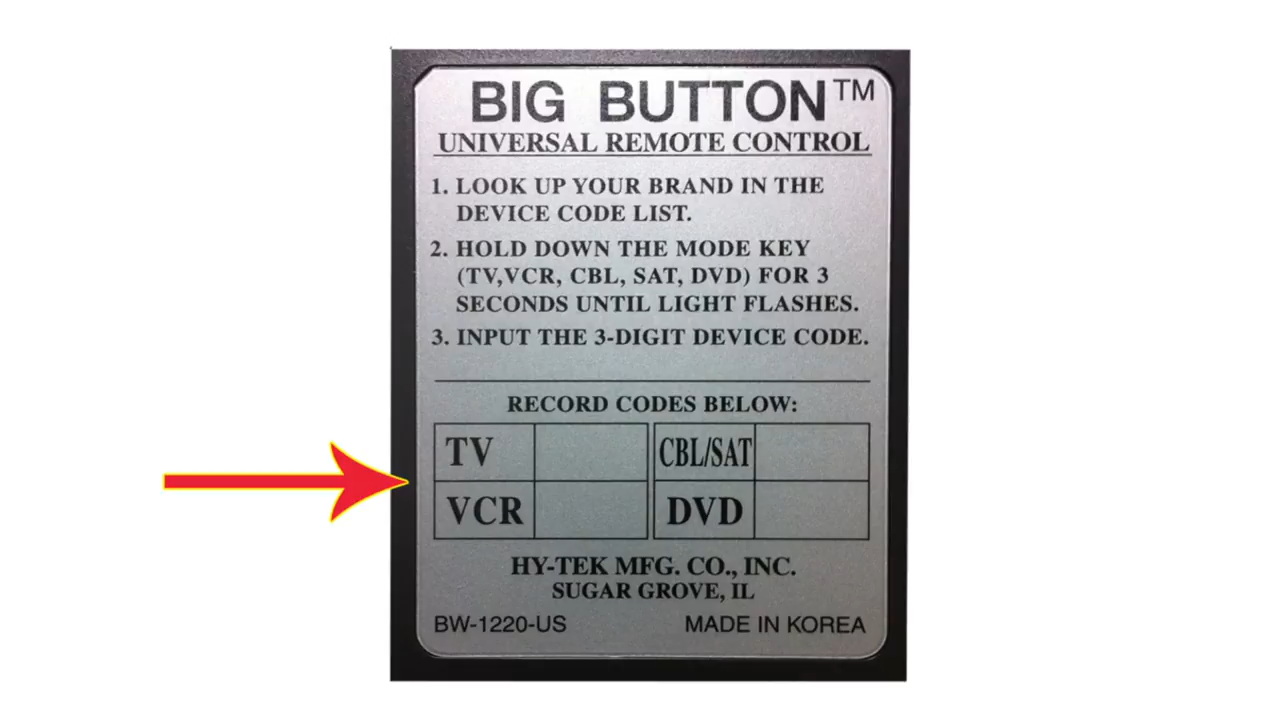 BIG BUTTON™
UNIVERSAL REMOTE CONTROL
1. LOOK UP YOUR BRAND IN THE
DEVICE CODE LIST.
2. HOLD DOWN THE MODE KEY
(TV,VCR, CBL, SAT, DVD) FOR 3
SECONDS UNTIL LIGHT FLASHES.
3. INPUT THE 3-DIGIT DEVICE CODE.
RECORD CODES BELOW:
TV CBL/SAT
VCR DVD
HY-TEK MFG. CO., INC.
SUGAR GROVE, IL
BW-1220-US MADE IN KOREA